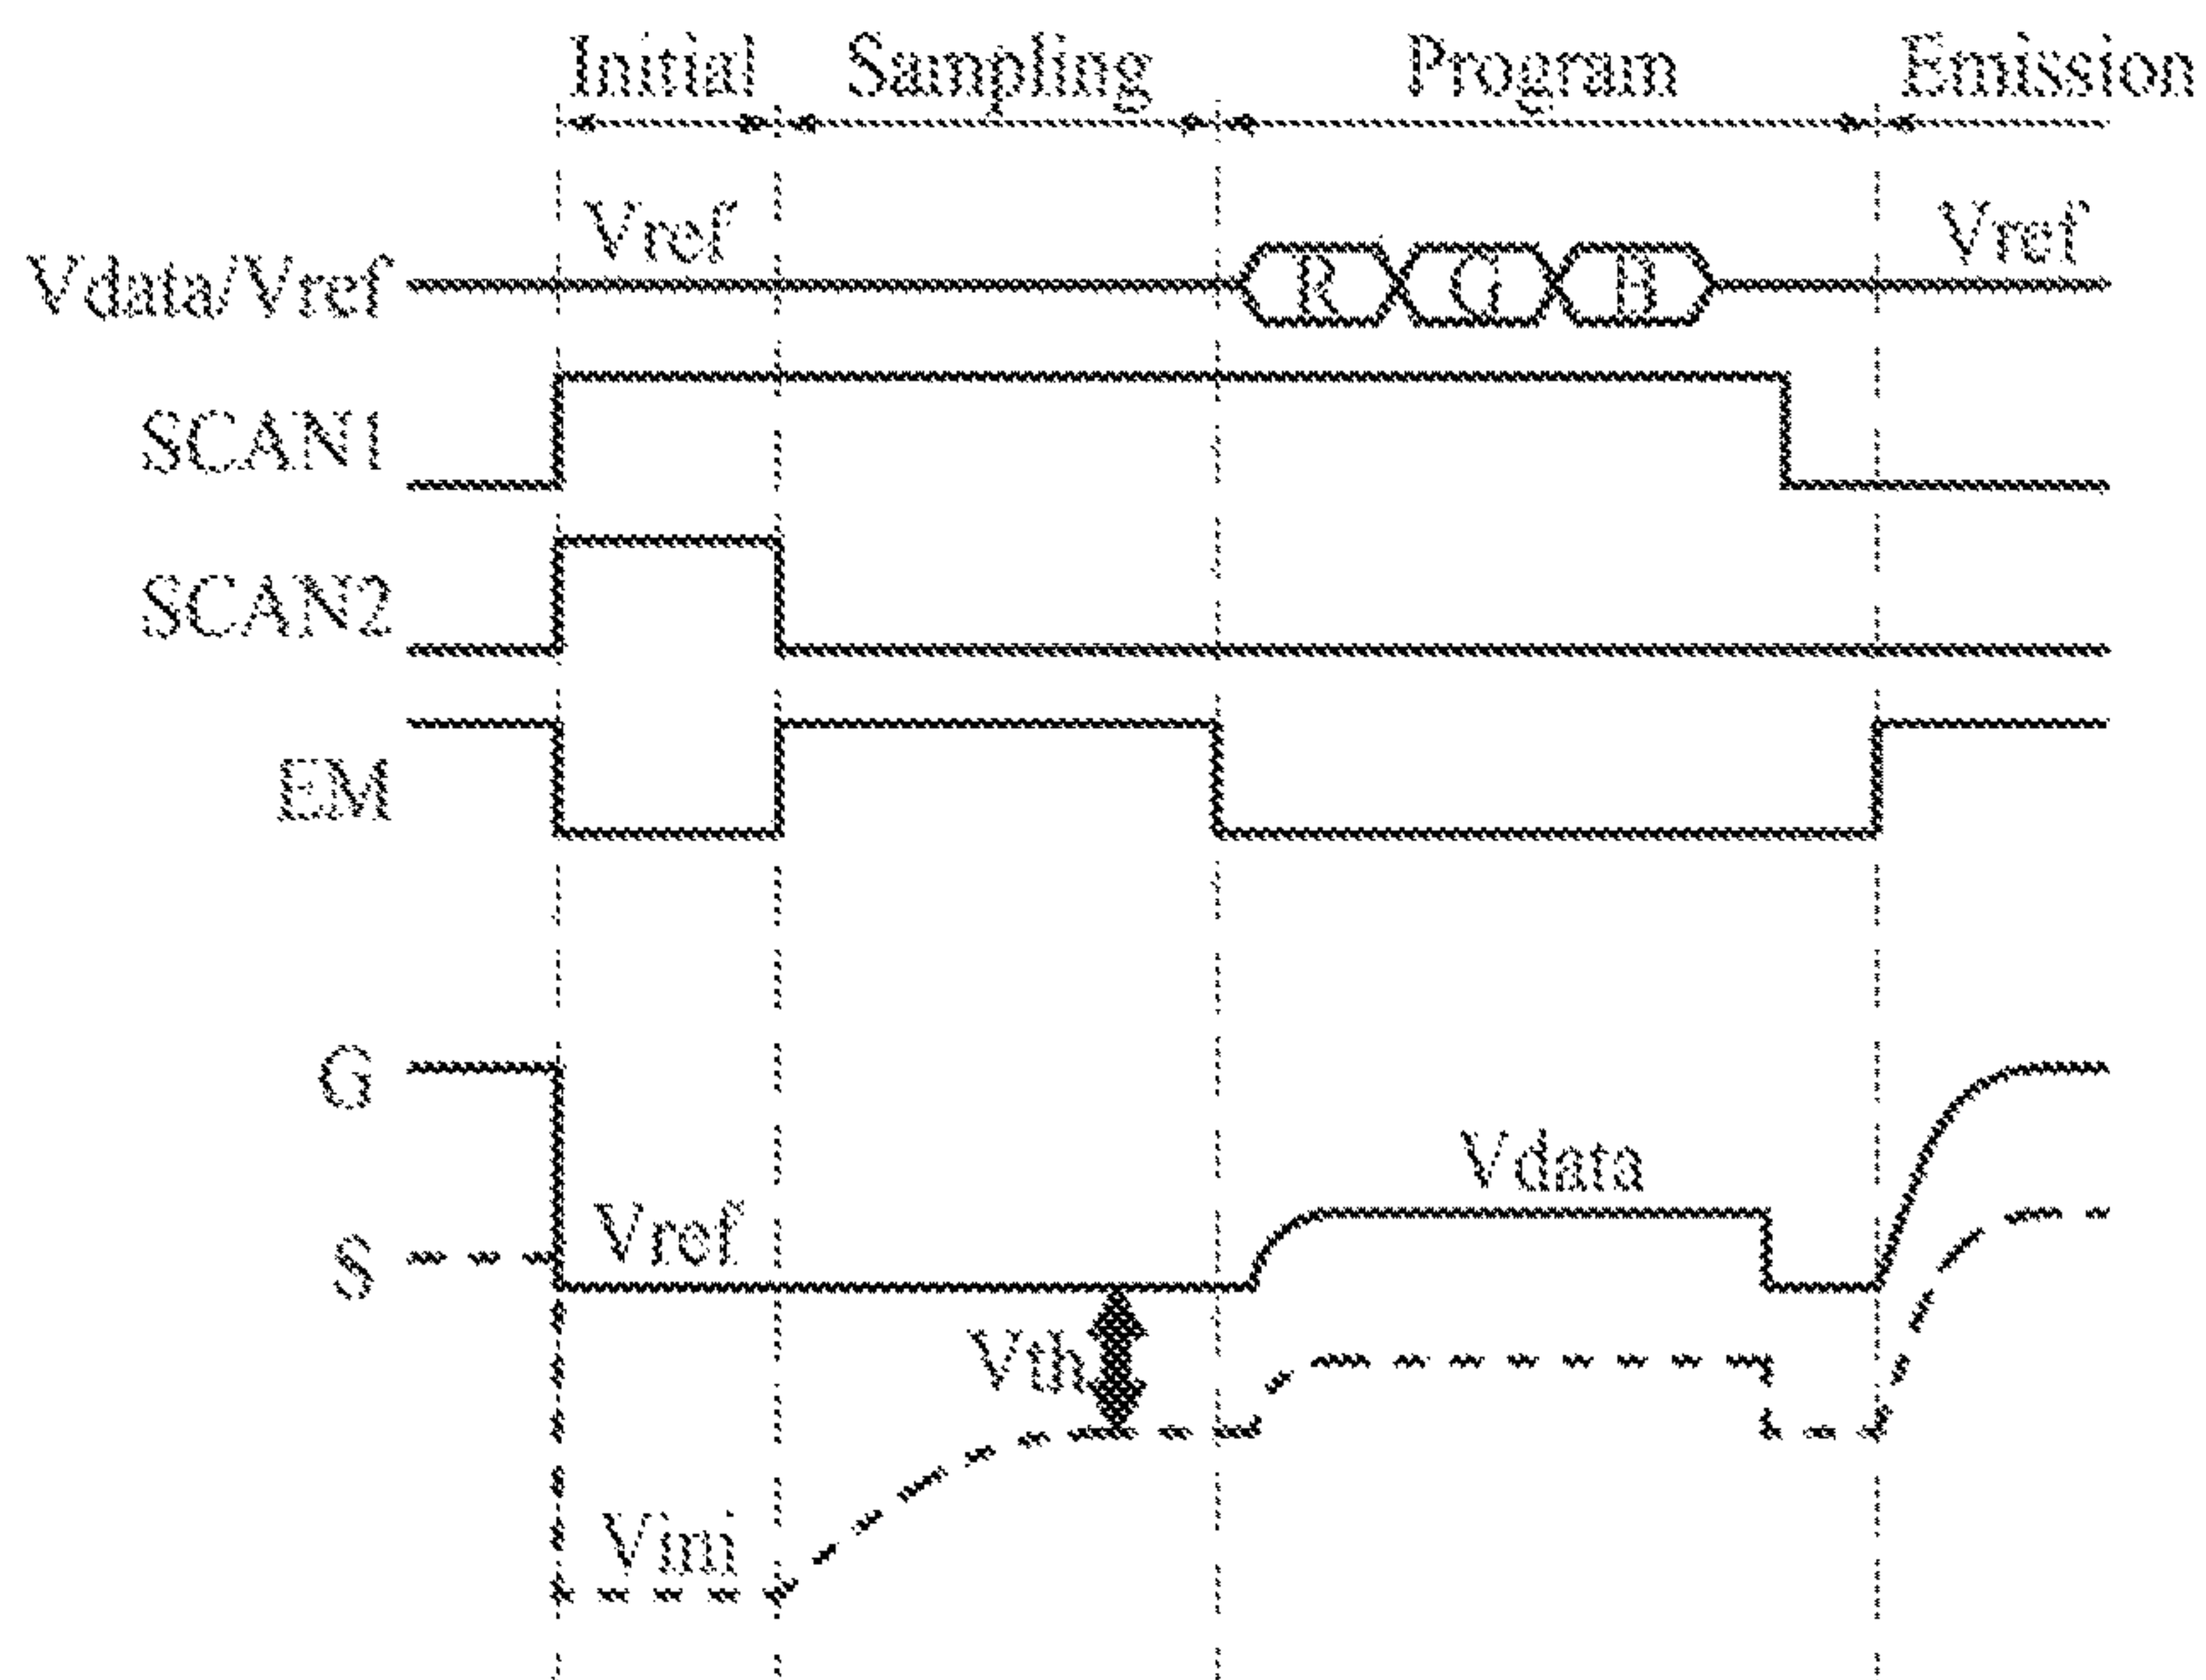 Initial Sampling Program Emission
Vref Vref
Vdata/Vref R G B
SCAN1
SCAN2
EM
G
Vdata
Vref
S
Vth
Vini